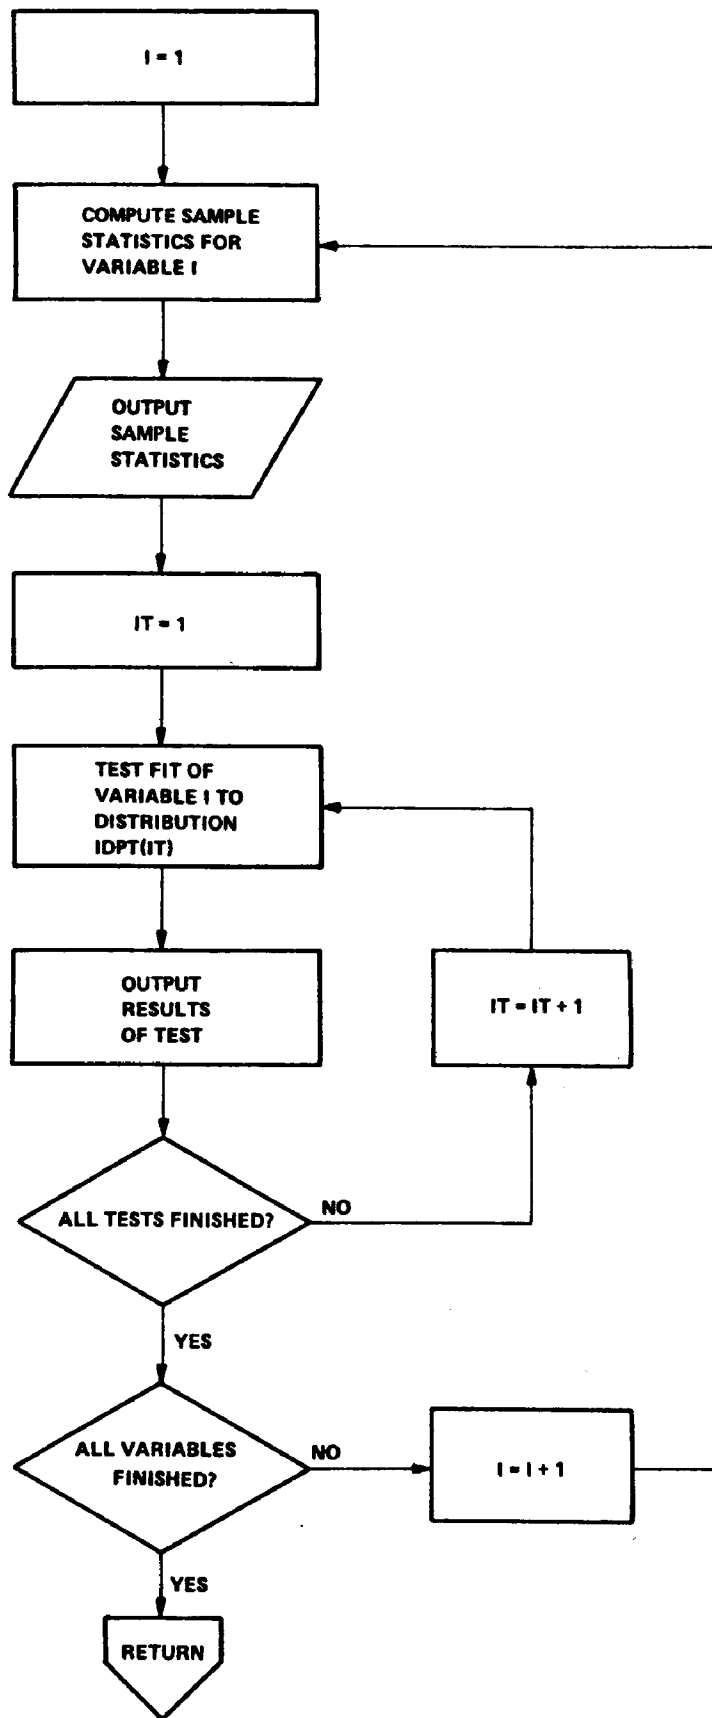 I = 1
COMPUTE SAMPLE
STATISTICS FOR
VARIABLE I
OUTPUT
SAMPLE
STATISTICS
IT = 1
TEST FIT OF
VARIABLE I TO
DISTRIBUTION
IDPT(IT)
OUTPUT
RESULTS
OF TEST
IT = IT + 1
ALL TESTS FINISHED?
NO
YES
ALL VARIABLES
FINISHED?
NO
I = I + 1
YES
RETURN